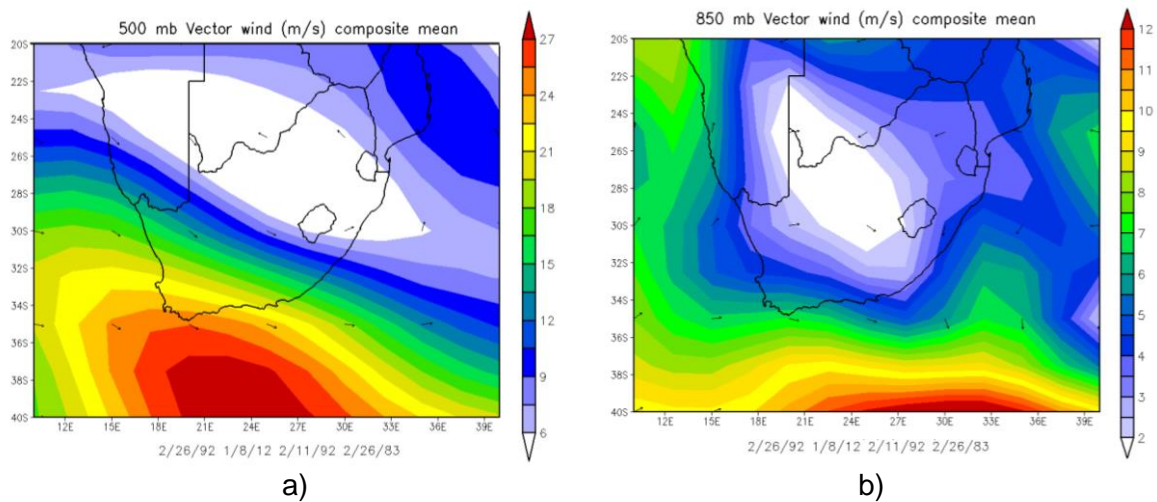 500 mb Vector wind (m/s) composite mean
20S
22S
24S
26S
28S
30S
32S
34S
36S
38S
40S
12E 15E 18E 21E 24E 27E 30E 33E 36E 39E
2/26/92 1/8/12 2/11/92 2/26/83
27
24
21
18
17
15
12
9
6
a)
850 mb Vector wind (m/s) composite mean
20S
22S
24S
26S
28S
30S
32S
34S
36S
38S
40S
12E 15E 18E 21E 24E 27E 30E 33E 36E 39E
2/26/92 1/8/12 2/11/92 2/26/83
12
11
10
9
8
7
6
5
4
3
2
b)